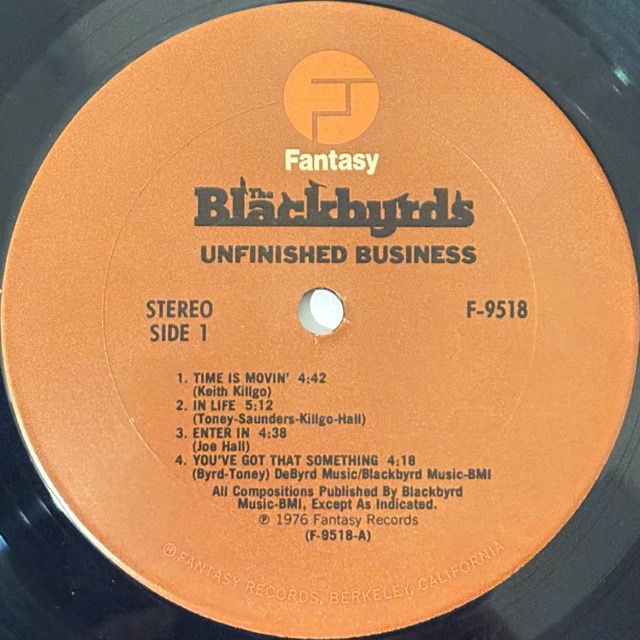 Fantasy
The
Blackbyrds
UNFINISHED BUSINESS
STEREO
SIDE 1
F-9518
1. TIME IS MOVIN' 4:42
(Keith Killgo)
2. IN LIFE 5:12
(Toney-Saunders-Killgo-Hall)
3. ENTER IN 4:38
(Joe Hall)
4. YOU'VE GOT THAT SOMETHING 4:18
(Byrd-Toney) DeByrd Music/Blackbyrd Music-BMI
All Compositions Published By Blackbyrd
Music-BMI, Except As Indicated.
℗ 1976 Fantasy Records
(F-9518-A)
® FANTASY RECORDS, BERKELEY, CALIFORNIA